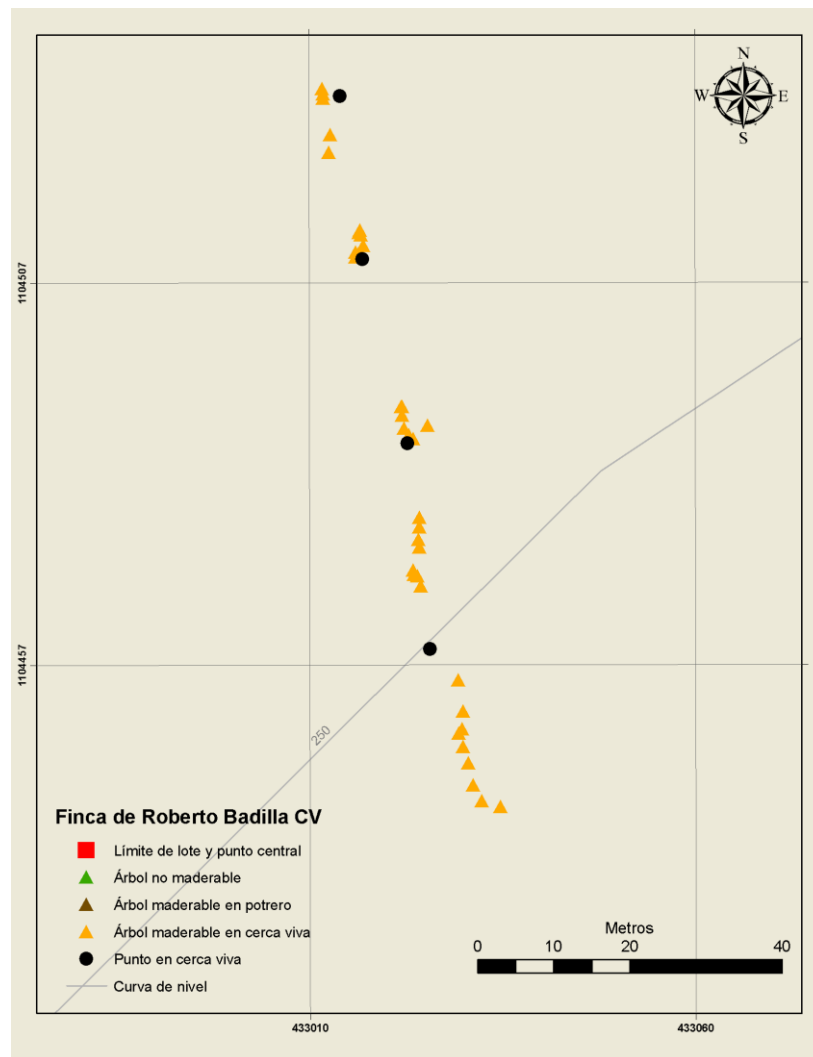 N
W E
S
1104507
1104457
250
Finca de Roberto Badilla CV
Límite de lote y punto central
Árbol no maderable
Árbol maderable en potrero
Árbol maderable en cerca viva
Punto en cerca viva
Curva de nivel
Metros
0 10 20 40
433010 433060